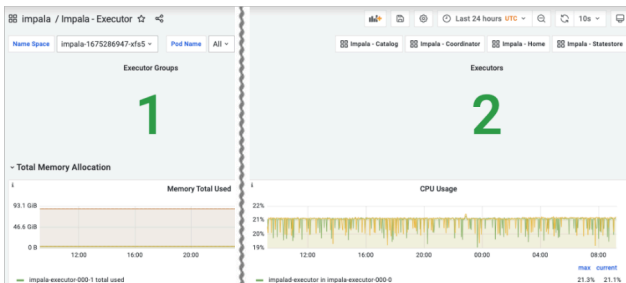 impala / Impala - Executor
Last 24 hours UTC
10s
Name Space impala-1675286947-xfs5 Pod Name All
Impala - Catalog Impala - Coordinator Impala - Home Impala - Statestore
Executor Groups
1
Executors
2
Total Memory Allocation
Memory Total Used
93.1 GiB
46.6 GiB
0 B
12:00 16:00 20:00
impala-executor-000-1 total used
CPU Usage
22%
21%
20%
19%
12:00 16:00 20:00 00:00 04:00 08:00
max current
impalad-executor in impala-executor-000-0 21.3% 21.1%